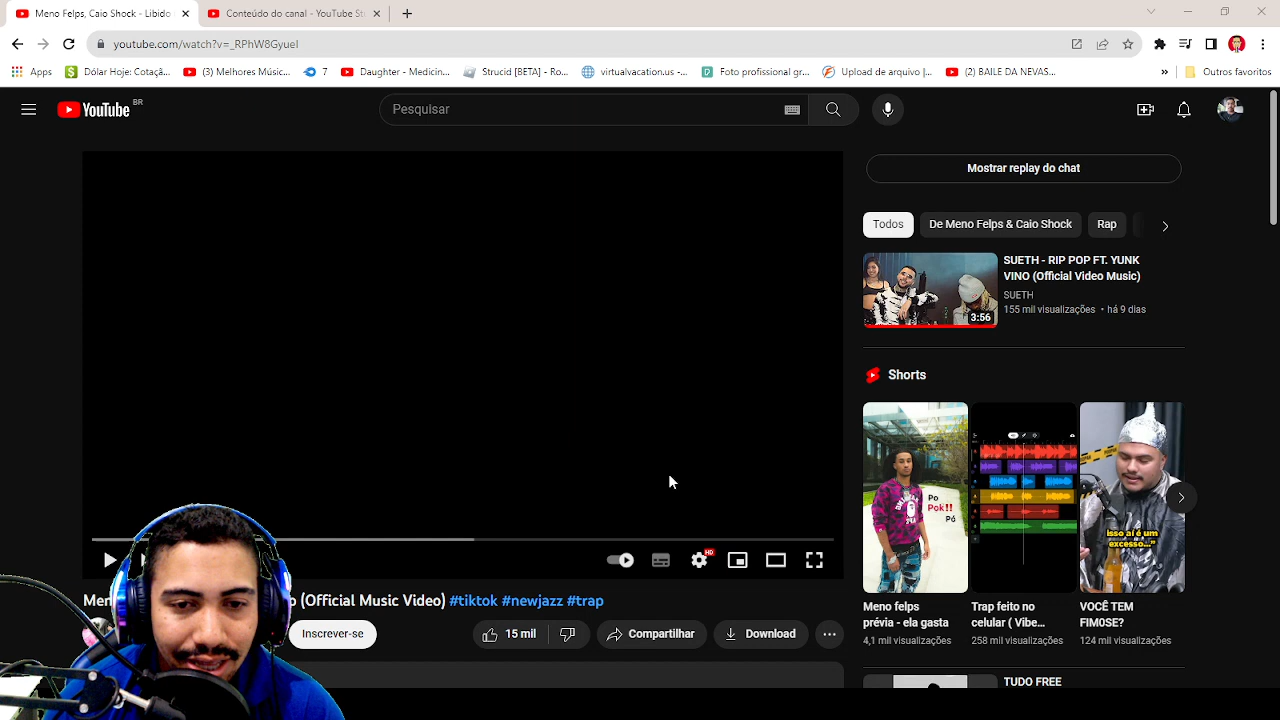 Meno Felps, Caio Shock - Libido
Conteúdo do canal - YouTube St
youtube.com/watch?v=_RPhW8GyueI
Apps
Dólar Hoje: Cotaçã...
(3) Melhores Músic...
7
Daughter - Medicin...
Strucid [BETA] - Ro...
virtualvacation.us -...
Foto profissional gr...
Upload de arquivo |...
(2) BAILE DA NEVAS...
»
Outros favoritos
YouTube BR
Pesquisar
Mostrar replay do chat
Todos
De Meno Felps & Caio Shock
Rap
SUETH - RIP POP FT. YUNK
VINO (Official Video Music)
SUETH
155 mil visualizações • há 9 dias
3:56
Shorts
Po
Pok!!
Pó
isso aí é um
excesso..."
Meno felps
prévia - ela gasta
4,1 mil visualizações
Trap feito no
celular ( Vibe...
258 mil visualizações
VOCÊ TEM
FIM0SE?
124 mil visualizações
TUDO FREE
HD
Men
o (Official Music Video) #tiktok #newjazz #trap
Inscrever-se
15 mil
Compartilhar
Download